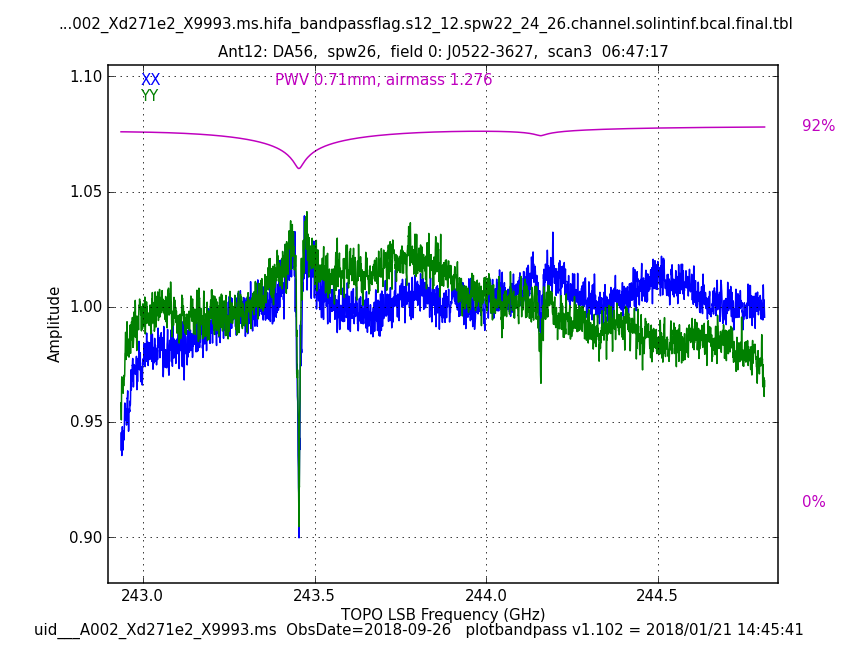 ...002_Xd271e2_X9993.ms.hifa_bandpassflag.s12_12.spw22_24_26.channel.solintinf.bcal.final.tbl
Ant12: DA56,  spw26,  field 0: J0522-3627,  scan3  06:47:17
XX
YY
PWV 0.71mm, airmass 1.276
92%
0%
1.10
1.05
1.00
0.95
0.90
Amplitude
243.0 243.5 244.0 244.5
TOPO LSB Frequency (GHz)
uid___A002_Xd271e2_X9993.ms  ObsDate=2018-09-26   plotbandpass v1.102 = 2018/01/21 14:45:41